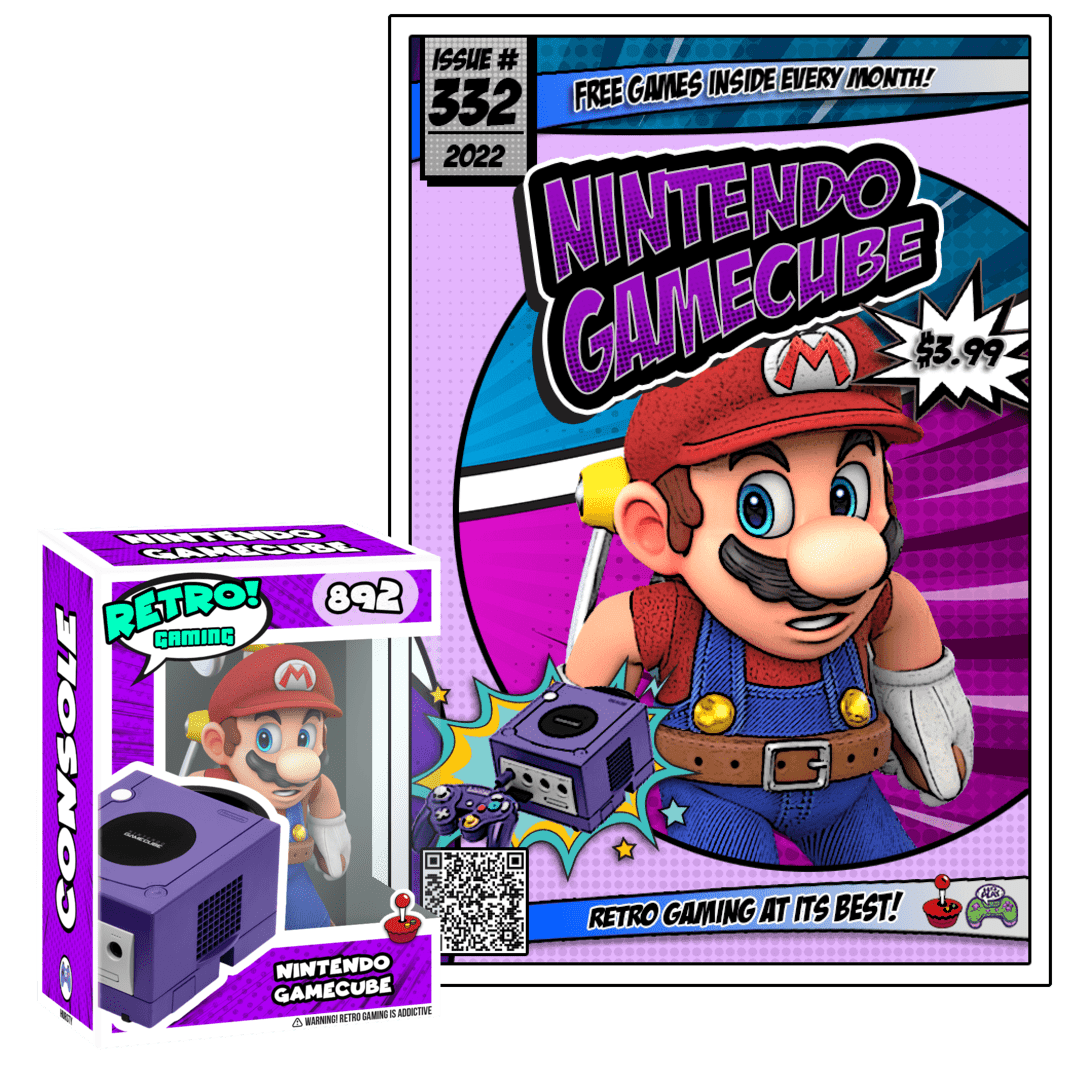 ISSUE #
332
2022
FREE GAMES INSIDE EVERY MONTH!
NINTENDO
GAMECUBE
$3.99
M
RETRO GAMING AT ITS BEST!
NINTENDO
GAMECUBE
RETRO!
GAMING
892
CONSOLE
M
GAMECUBE
NINTENDO
GAMECUBE
WARNING! RETRO GAMING IS ADDICTIVE